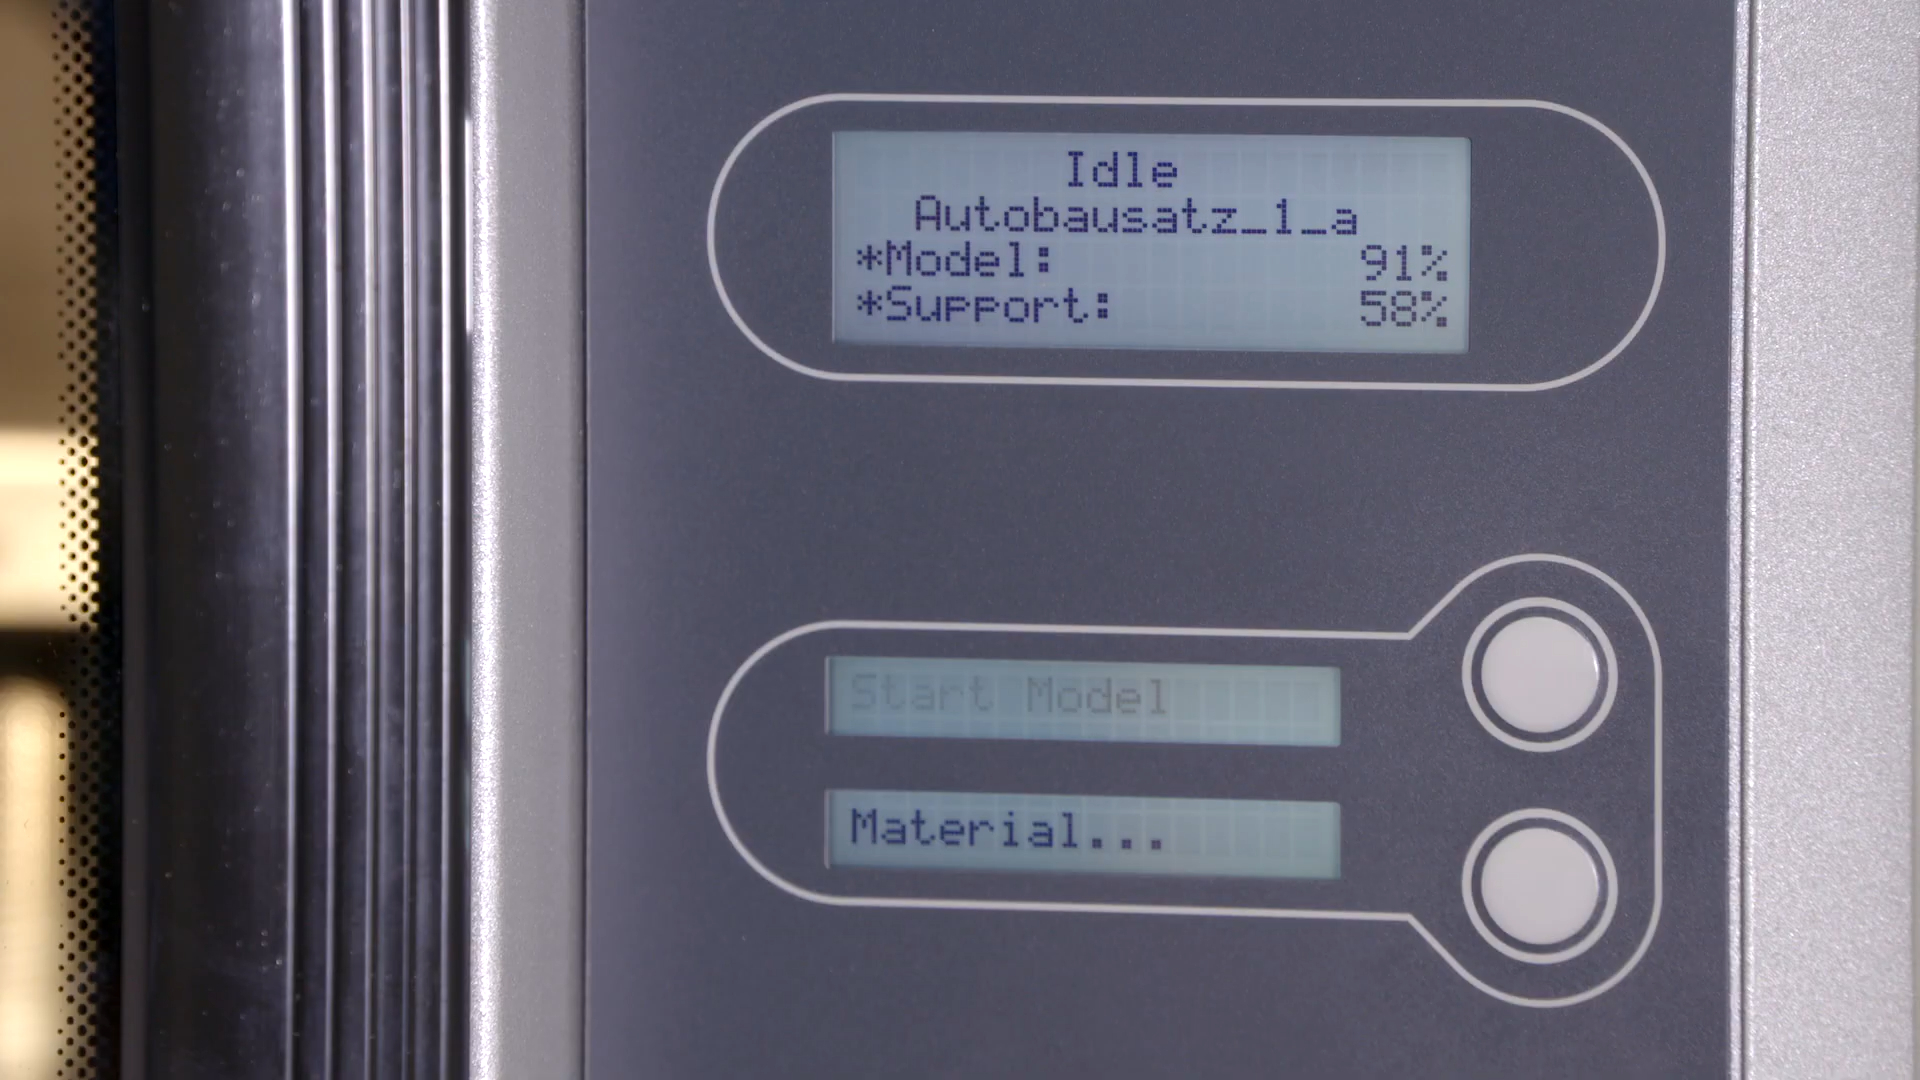 Idle
Autobausatz_1_a
*Model: 91%
*Support: 58%
Start Model
Material...